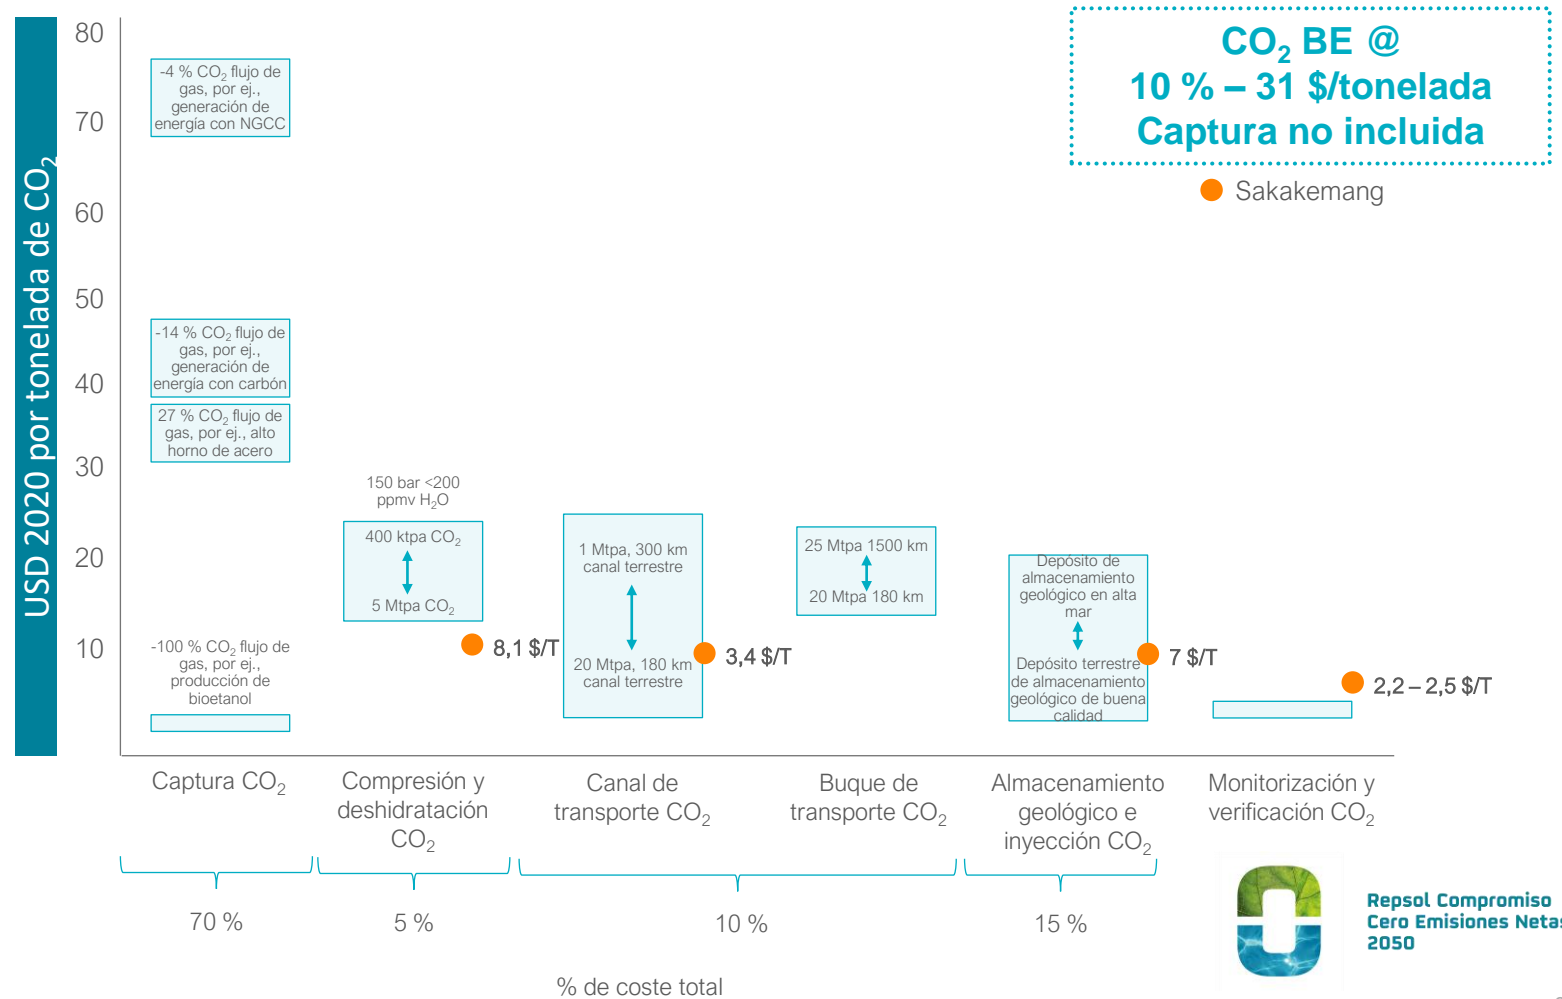 USD 2020 por tonelada de CO₂
80
70
60
50
40
30
20
10
-4 % CO₂ flujo de
gas, por ej.,
generación de
energía con NGCC
-14 % CO₂ flujo de
gas, por ej.,
generación de
energía con carbón
27 % CO₂ flujo de
gas, por ej., alto
horno de acero
-100 % CO₂ flujo de
gas, por ej.,
producción de
bioetanol
150 bar <200
ppmv H₂O
400 ktpa CO₂
5 Mtpa CO₂
8,1 $/T
1 Mtpa, 300 km
canal terrestre
20 Mtpa, 180 km
canal terrestre
3,4 $/T
25 Mtpa 1500 km
20 Mtpa 180 km
Depósito de
almacenamiento
geológico en alta
mar
Depósito terrestre
de almacenamiento
geológico de buena
calidad
7 $/T
2,2 – 2,5 $/T
CO₂ BE @
10 % – 31 $/tonelada
Captura no incluida
Sakakemang
Captura CO₂
Compresión y
deshidratación
CO₂
Canal de
transporte CO₂
Buque de
transporte CO₂
Almacenamiento
geológico e
inyección CO₂
Monitorización y
verificación CO₂
70 %
5 %
10 %
15 %
% de coste total
Repsol Compromiso
Cero Emisiones Netas
2050